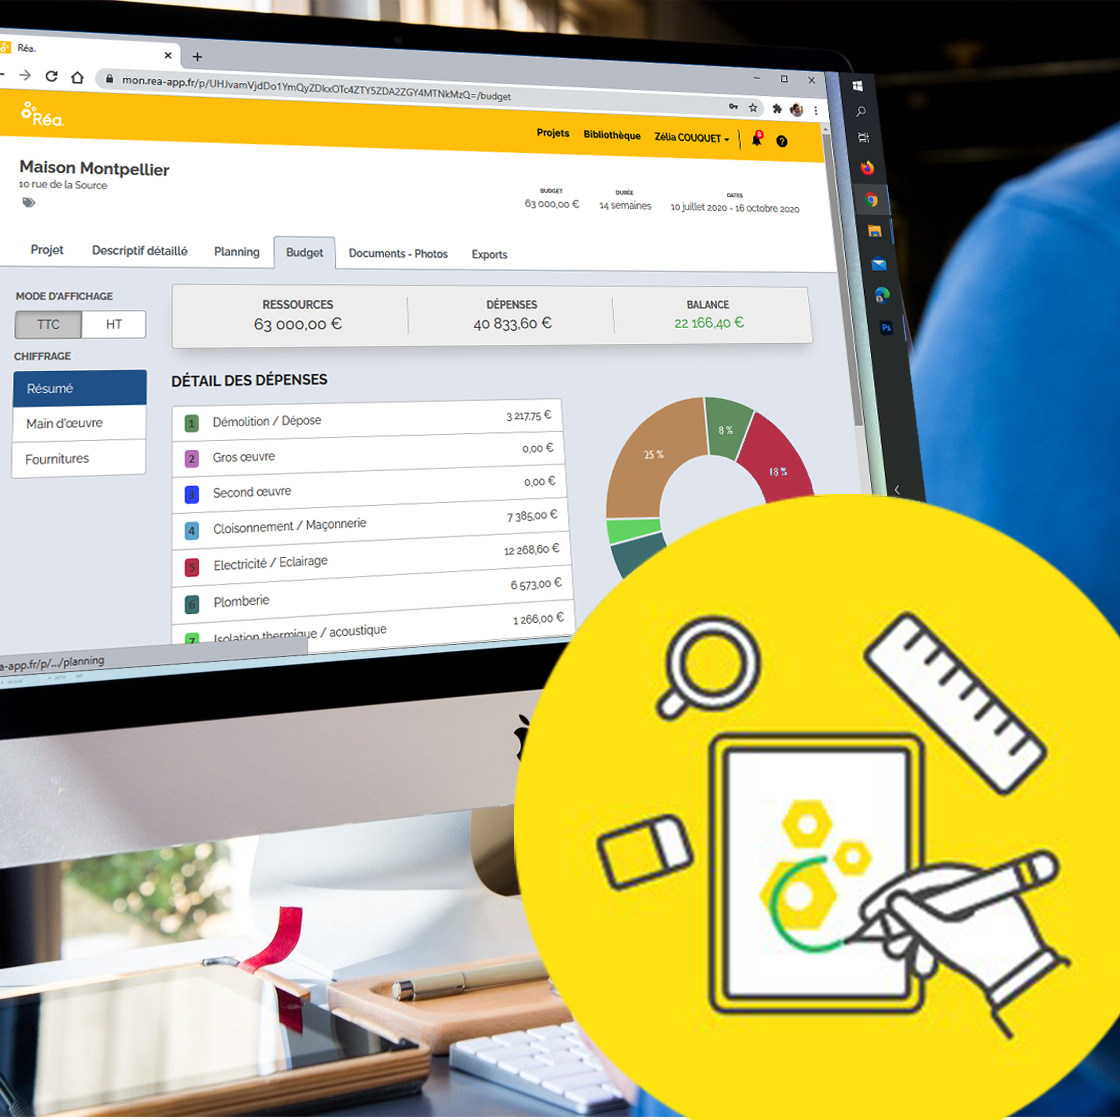 Réa.
mon.rea-app.fr/p/UHJvamVjdDo1YmQyZDkxOTc4ZTY5ZDA2ZGY4MTNkMzQ=/budget
Réa.
Projets Bibliothèque Zélia COUQUET
Maison Montpellier
10 rue de la Source
BUDGET DURÉE DATES
63 000,00 € 14 semaines 10 juillet 2020 - 16 octobre 2020
Projet Descriptif détaillé Planning Budget Documents - Photos Exports
MODE D'AFFICHAGE
TTC HT
CHIFFRAGE
Résumé
Main d'œuvre
Fournitures
RESSOURCES DÉPENSES BALANCE
63 000,00 € 40 833,60 € 22 166,40 €
DÉTAIL DES DÉPENSES
1 Démolition / Dépose 3 217,75 €
2 Gros œuvre 0,00 €
3 Second œuvre 0,00 €
4 Cloisonnement / Maçonnerie 7 385,00 €
5 Electricité / Eclairage 12 268,60 €
6 Plomberie 6 573,00 €
7 Isolation thermique / acoustique 1 266,00 €
25 %
8 %
18 %
Ps
a-app.fr/p/.../planning